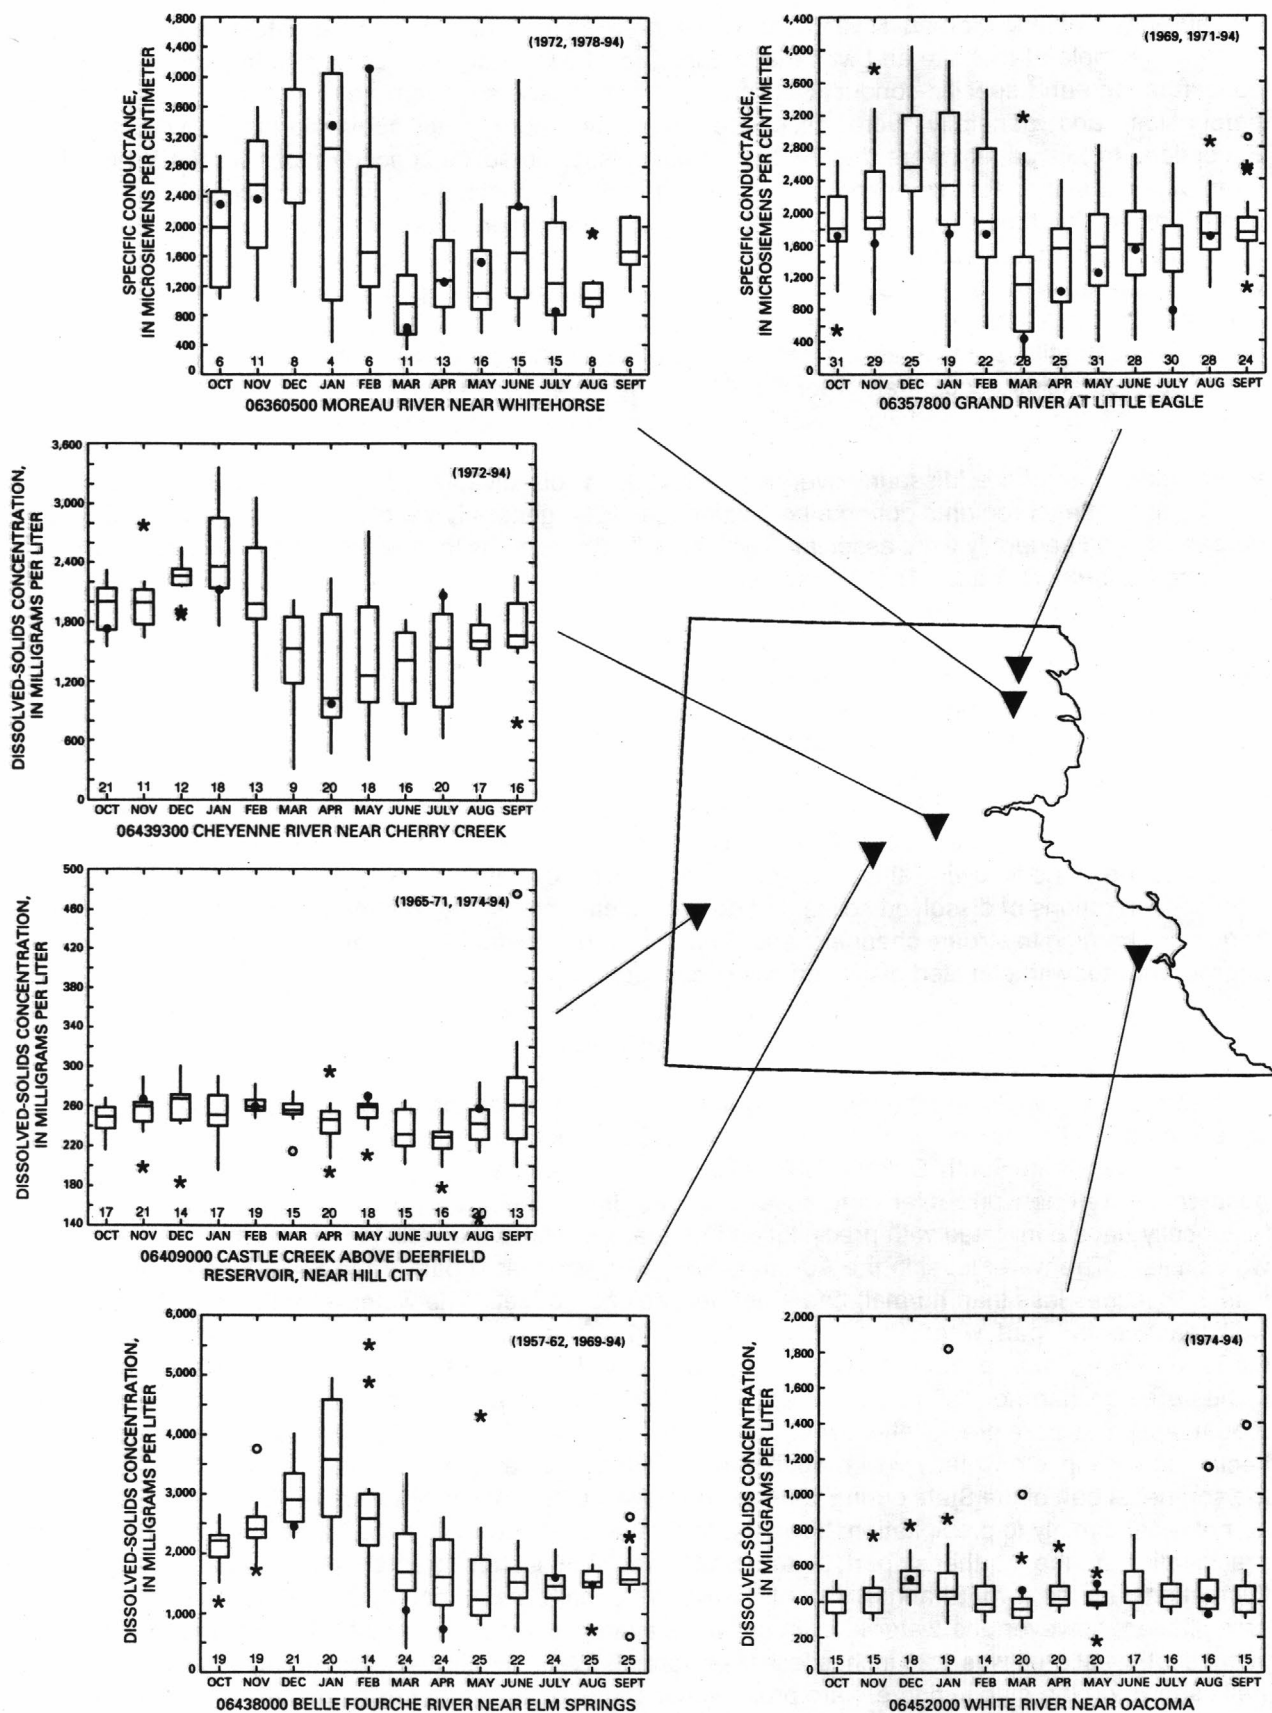 SPECIFIC CONDUCTANCE,
IN MICROSIEMENS PER CENTIMETER
4,800
4,400
4,000
3,600
3,200
2,800
2,400
2,000
1,600
1,200
800
400
0
(1972, 1978-94)
6 11 8 4 6 11 13 16 15 15 8 6
OCT NOV DEC JAN FEB MAR APR MAY JUNE JULY AUG SEPT
06360500 MOREAU RIVER NEAR WHITEHORSE
SPECIFIC CONDUCTANCE,
IN MICROSIEMENS PER CENTIMETER
4,400
4,000
3,600
3,200
2,800
2,400
2,000
1,600
1,200
800
400
0
(1969, 1971-94)
31 29 25 19 22 28 25 31 28 30 28 24
OCT NOV DEC JAN FEB MAR APR MAY JUNE JULY AUG SEPT
06357800 GRAND RIVER AT LITTLE EAGLE
DISSOLVED-SOLIDS CONCENTRATION,
IN MILLIGRAMS PER LITER
3,600
3,000
2,400
1,800
1,200
600
0
(1972-94)
21 11 12 18 13 9 20 18 16 20 17 16
OCT NOV DEC JAN FEB MAR APR MAY JUNE JULY AUG SEPT
06439300 CHEYENNE RIVER NEAR CHERRY CREEK
DISSOLVED-SOLIDS CONCENTRATION,
IN MILLIGRAMS PER LITER
500
460
420
380
340
300
260
220
180
140
(1965-71, 1974-94)
17 21 14 17 19 15 20 18 15 16 20 13
OCT NOV DEC JAN FEB MAR APR MAY JUNE JULY AUG SEPT
06409000 CASTLE CREEK ABOVE DEERFIELD
RESERVOIR, NEAR HILL CITY
DISSOLVED-SOLIDS CONCENTRATION,
IN MILLIGRAMS PER LITER
6,000
5,000
4,000
3,000
2,000
1,000
0
(1957-62, 1969-94)
19 19 21 20 14 24 24 25 22 24 25 25
OCT NOV DEC JAN FEB MAR APR MAY JUNE JULY AUG SEPT
06438000 BELLE FOURCHE RIVER NEAR ELM SPRINGS
DISSOLVED-SOLIDS CONCENTRATION,
IN MILLIGRAMS PER LITER
2,000
1,800
1,600
1,400
1,200
1,000
800
600
400
200
0
(1974-94)
15 15 18 19 14 18 20 20 17 16 16 15
OCT NOV DEC JAN FEB MAR APR MAY JUNE JULY AUG SEPT
06452000 WHITE RIVER NEAR OACOMA